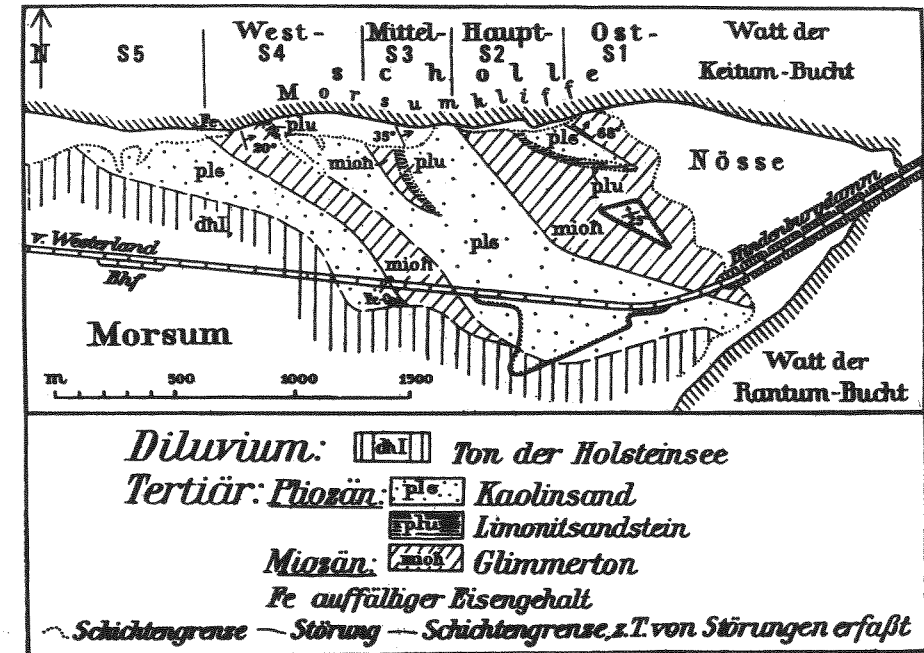 West- Mittel- Haupt- Ost- Watt der
N S5 S4 S3 S2 S1 Keitum-Bucht
scholle
Morsumkliff
Fe plu 35° pls 68°
20° mioh plu Nösse
pls plu
dhl mioh
pls
v. Westerland mioh Hindenburgdamm
Bhf
Morsum
Watt der
m 500 1000 1500 Rantum-Bucht
Diluvium: dhl Ton der Holsteinsee
Tertiär: Pliozän: pls Kaolinsand
plu Limonitsandstein
Miozän: mioh Glimmerton
Fe auffälliger Eisengehalt
Schichtengrenze Störung Schichtengrenze, z.T. von Störungen erfaßt